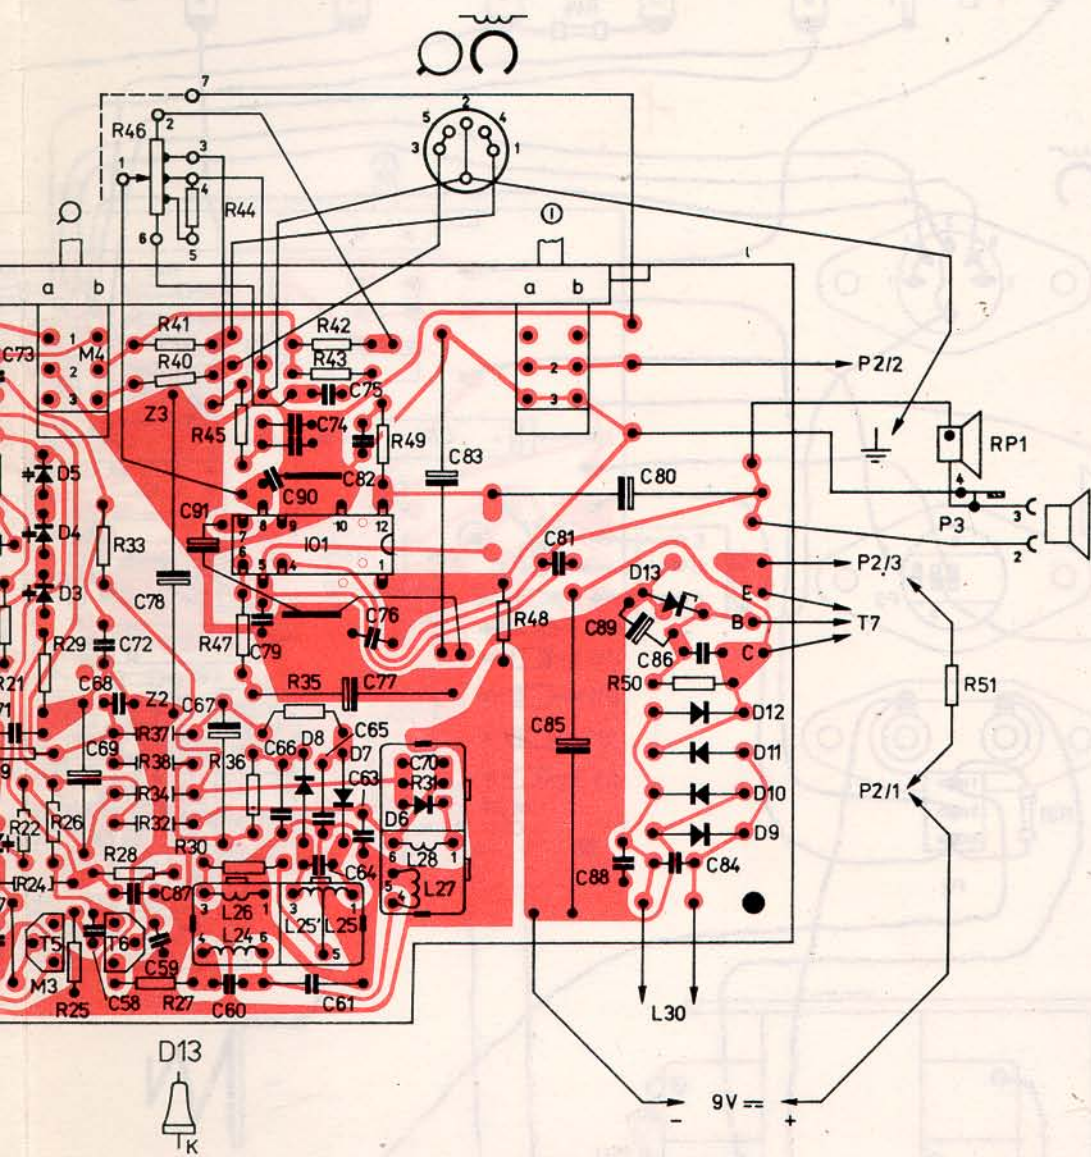 7
2
R46
5
2
4
3
1
3
1
4
R44
6
5
a
b
a
b
R41
R42
1
C73
M4
R43
2
R40
C75
2
P2/2
3
Z3
3
C74
R45
R49
RP1
D5
C83
C82
C80
4
C90
C91
P3
3
8
9
10
12
D4
R33
7
IO1
C81
2
6
5
4
1
D13
P2/3
D3
C78
E
C76
C89
B
T7
R29
C72
R47
R48
C79
C86
C
R21
C68
Z2
C67
R35
C77
R50
R51
R37
C65
C85
D12
C69
C66
D8
D7
R38
R36
C70
D11
C63
R31
R34
D10
P2/1
R22
R26
R32
D6
D9
R30
6
L28
1
R28
C64
C88
C84
R24
C87
5
L27
4
3
L26
1
3
1
T5
T6
4
L24
6
L25'
L25
5
M3
C59
R25
C58
R27
C60
C61
L30
D13
9V
-
+
K